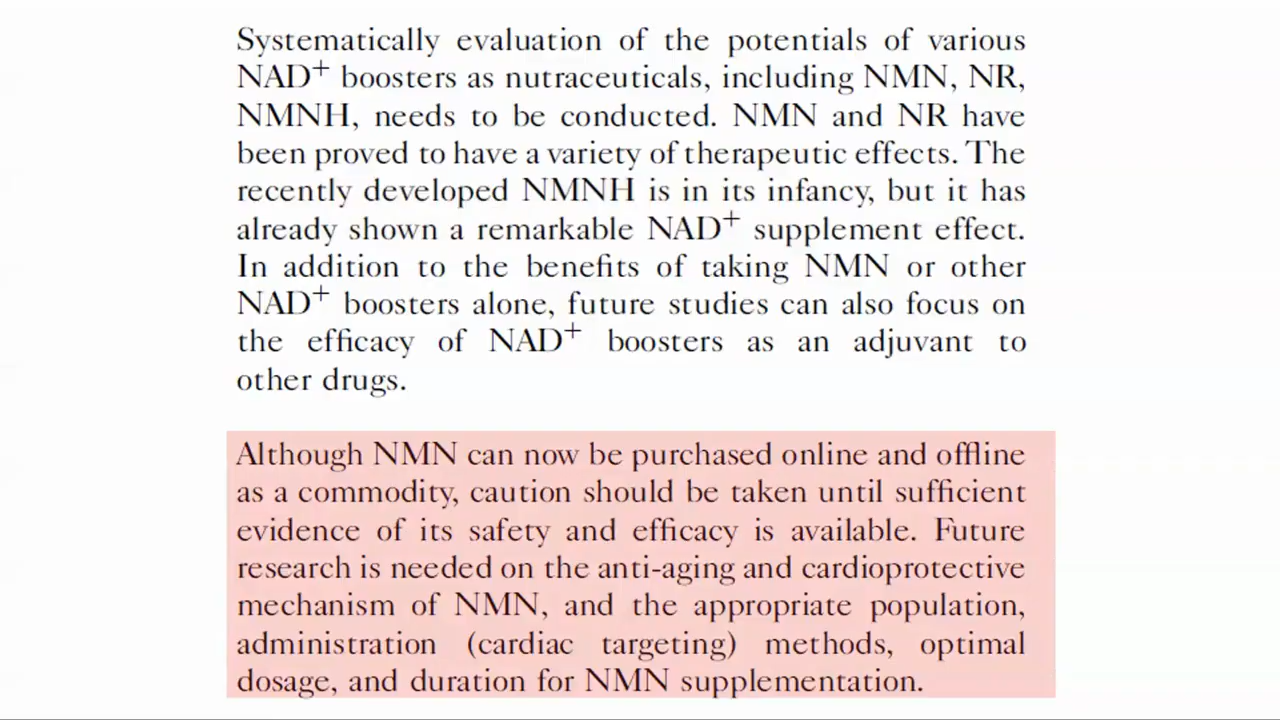 Systematically evaluation of the potentials of various
NAD+ boosters as nutraceuticals, including NMN, NR,
NMNH, needs to be conducted. NMN and NR have
been proved to have a variety of therapeutic effects. The
recently developed NMNH is in its infancy, but it has
already shown a remarkable NAD+ supplement effect.
In addition to the benefits of taking NMN or other
NAD+ boosters alone, future studies can also focus on
the efficacy of NAD+ boosters as an adjuvant to
other drugs.
Although NMN can now be purchased online and offline
as a commodity, caution should be taken until sufficient
evidence of its safety and efficacy is available. Future
research is needed on the anti-aging and cardioprotective
mechanism of NMN, and the appropriate population,
administration (cardiac targeting) methods, optimal
dosage, and duration for NMN supplementation.